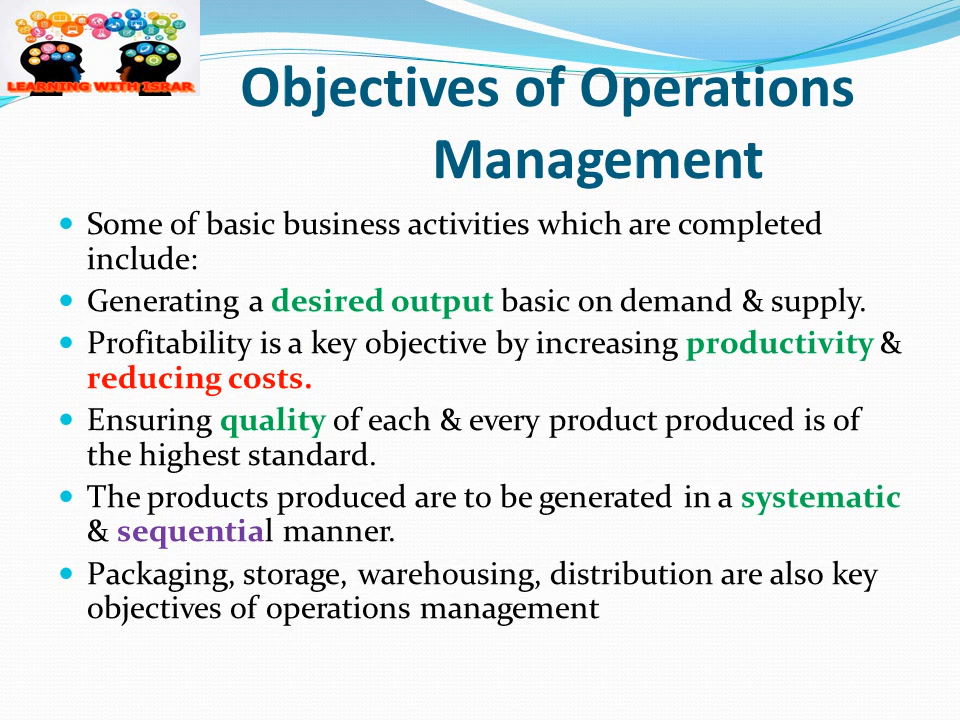 LEARNING WITH ISRAR
Objectives of Operations
Management
Some of basic business activities which are completed
include:
Generating a desired output basic on demand & supply.
Profitability is a key objective by increasing productivity &
reducing costs.
Ensuring quality of each & every product produced is of
the highest standard.
The products produced are to be generated in a systematic
& sequential manner.
Packaging, storage, warehousing, distribution are also key
objectives of operations management